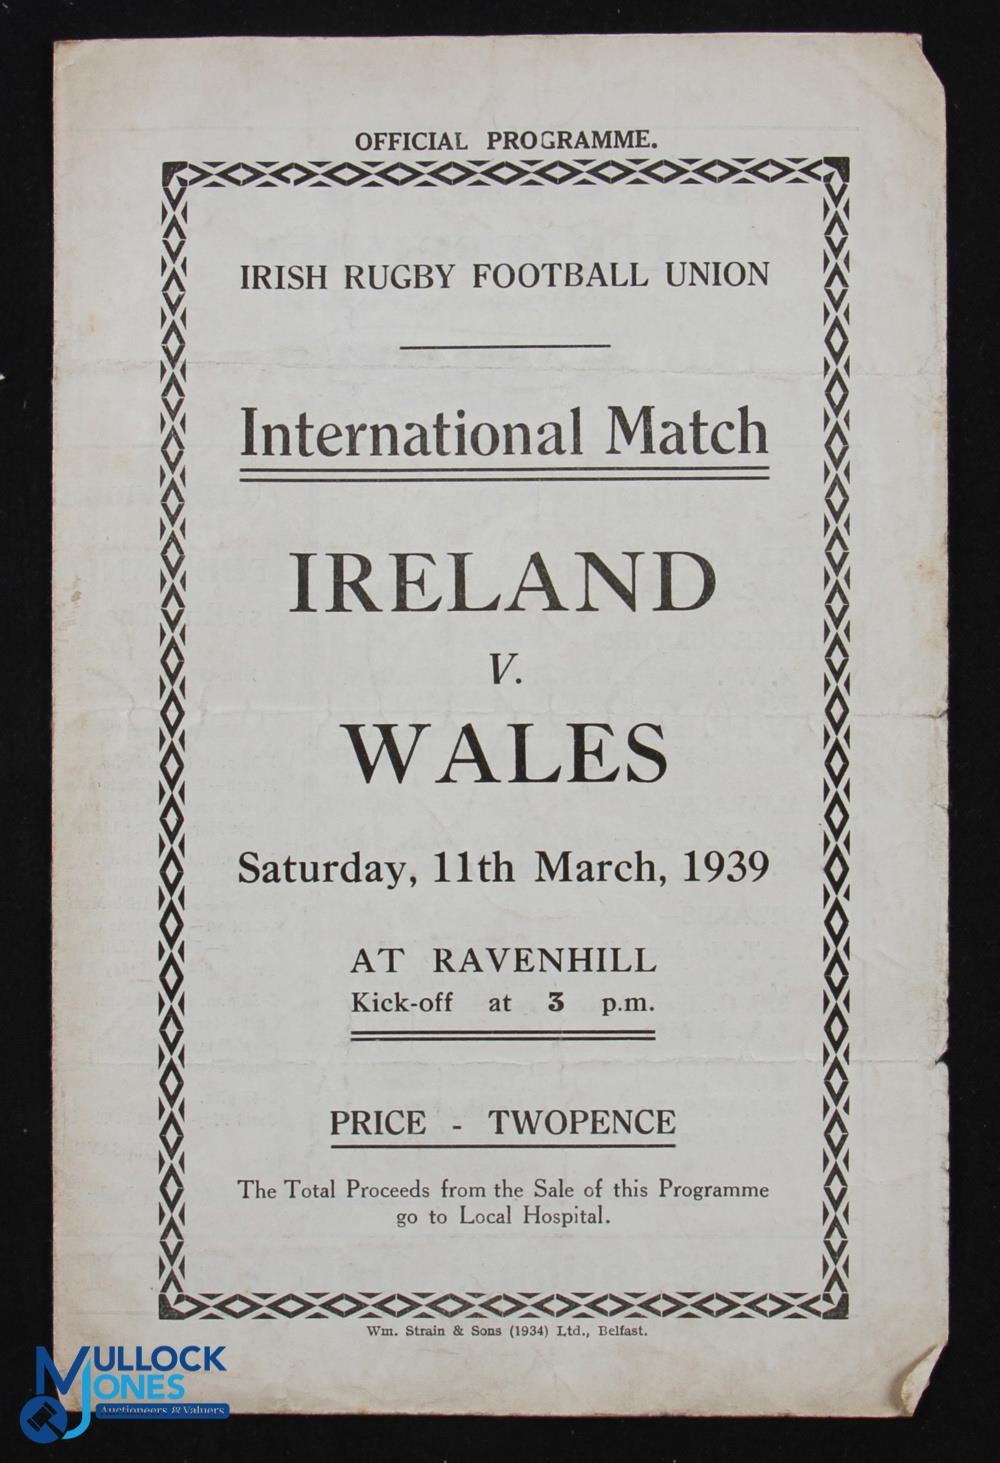 OFFICIAL PROGRAMME.
IRISH RUGBY FOOTBALL UNION
International Match
IRELAND
V.
WALES
Saturday, 11th March, 1939
AT RAVENHILL
Kick-off at 3 p.m.
PRICE - TWOPENCE
The Total Proceeds from the Sale of this Programme
go to Local Hospital.
Wm. Strain & Sons (1934) Ltd., Belfast.
MULLOCK
JONES
Auctioneers & Valuers